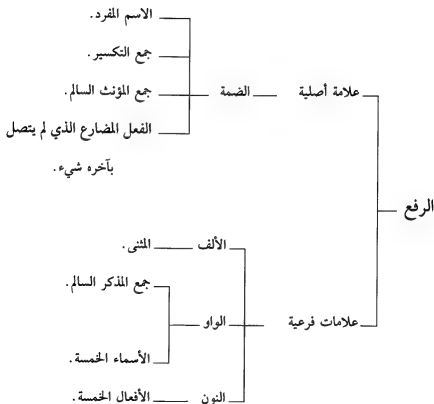 الاسم المفرد.
جمع التكسير.
علامة أصلية الضمة جمع المؤنث السالم.
الفعل المضارع الذي لم يتصل
بآخره شيء.
الرفع
الألف المثنى.
جمع المذكر السالم.
علامات فرعية الواو
الأسماء الخمسة.
النون الأفعال الخمسة.